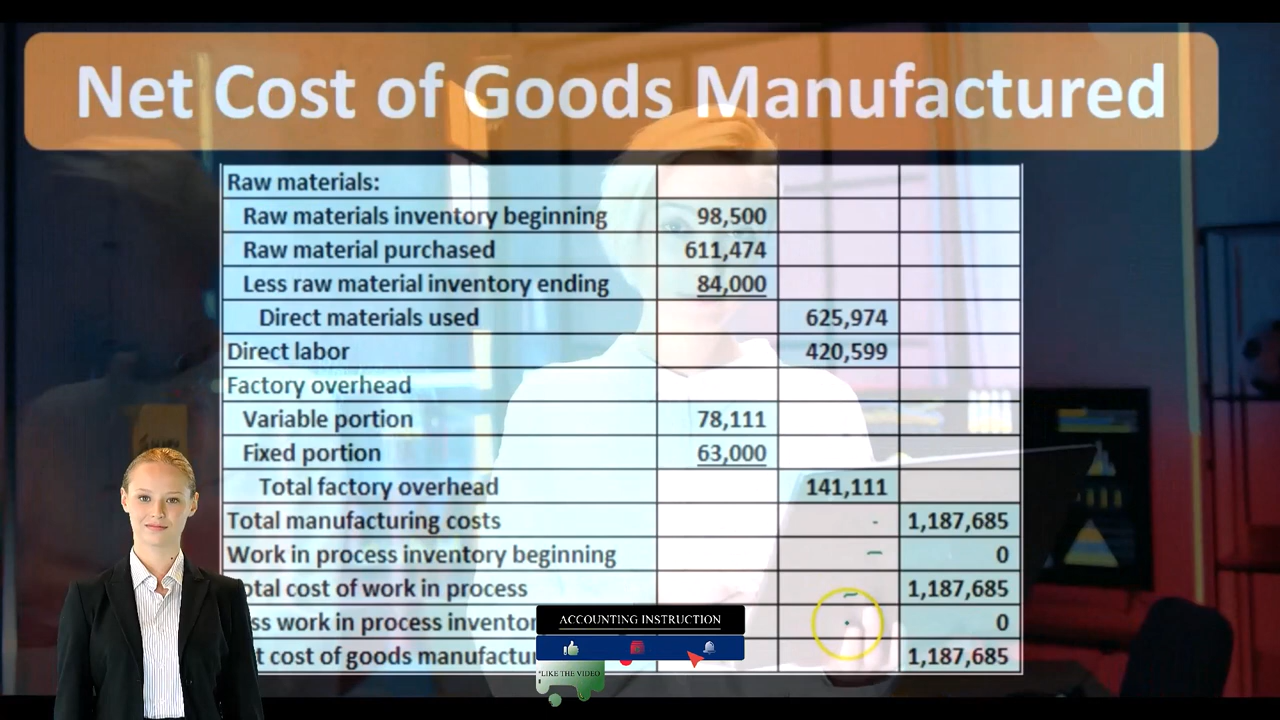 Net Cost of Goods Manufactured
Raw materials:
Raw materials inventory beginning 98,500
Raw material purchased 611,474
Less raw material inventory ending 84,000
Direct materials used 625,974
Direct labor 420,599
Factory overhead
Variable portion 78,111
Fixed portion 63,000
Total factory overhead 141,111
Total manufacturing costs - 1,187,685
Work in process inventory beginning 0
otal cost of work in process 1,187,685
ss work in process inventor 0
t cost of goods manufactu 1,187,685
ACCOUNTING INSTRUCTION
"LIKE THE VIDEO